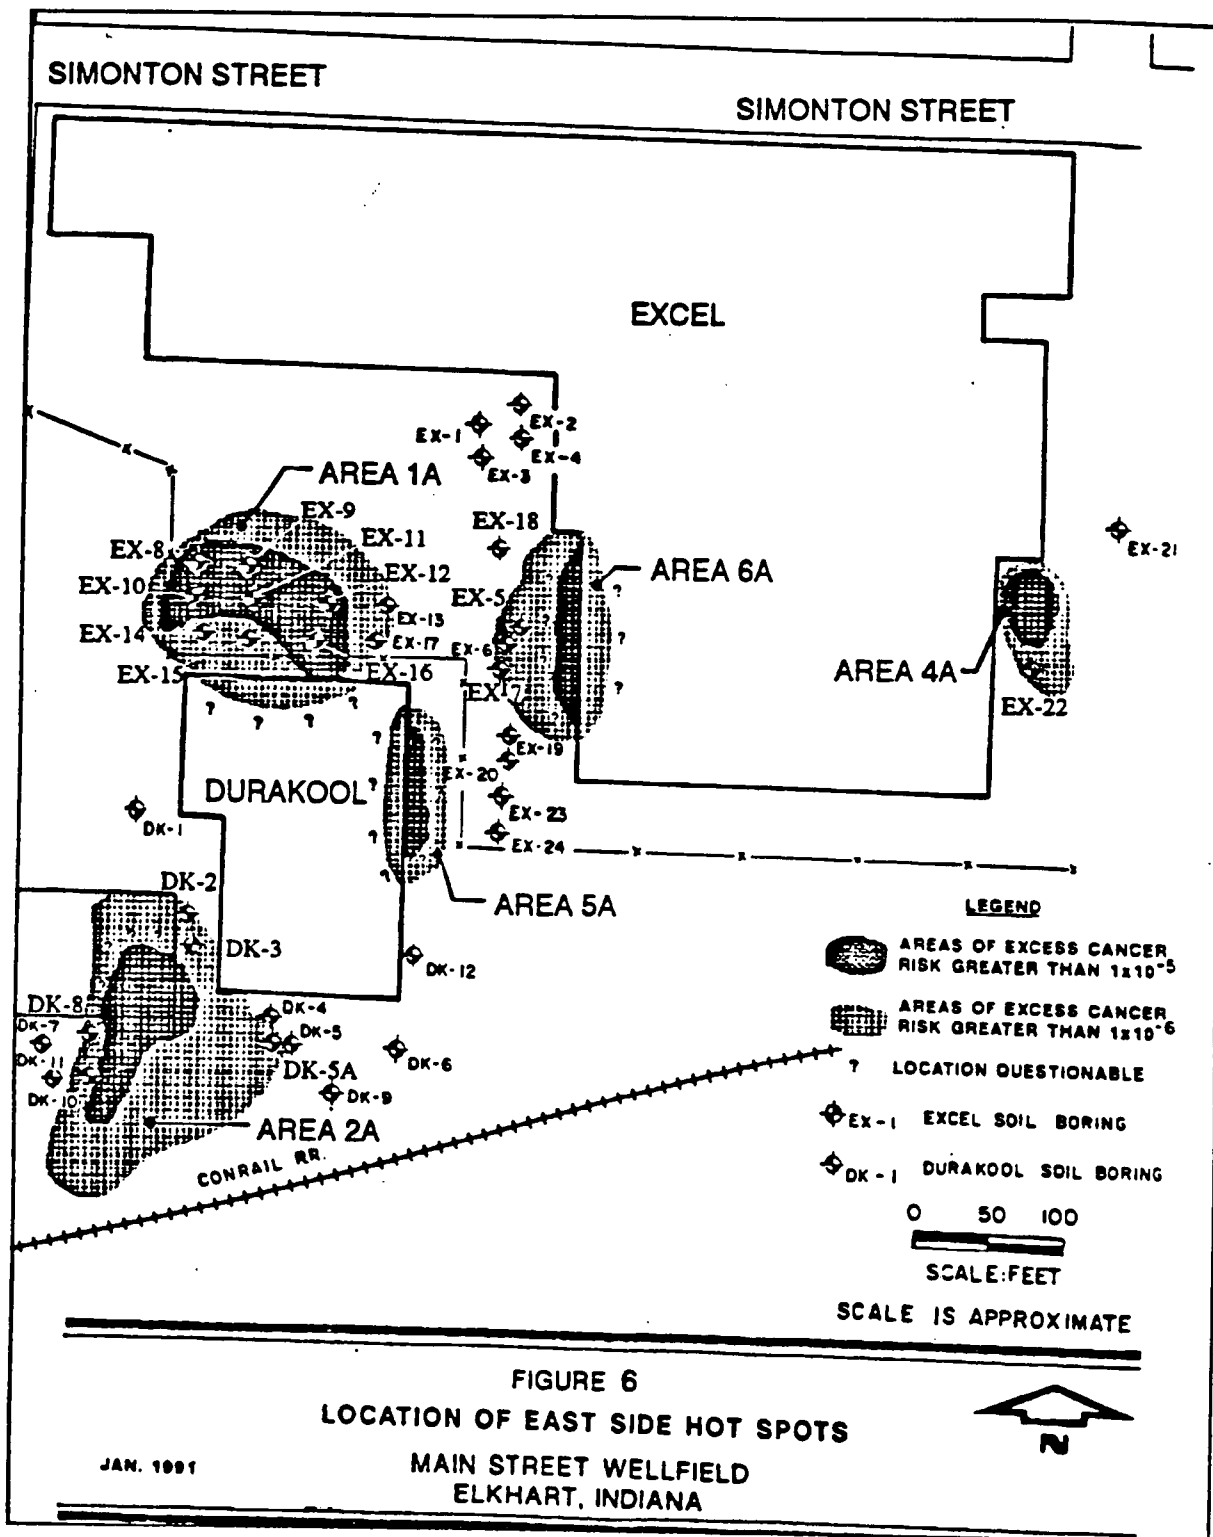 SIMONTON STREET
SIMONTON STREET
EXCEL
EX-1
EX-2
EX-4
EX-3
AREA 1A
EX-9
EX-18
EX-8
EX-11
EX-21
EX-10
EX-12
AREA 6A
?
EX-5
EX-13
EX-14
EX-17
EX-6
?
EX-15
EX-16
EX-7
?
AREA 4A
EX-22
? ? ? ?
?
EX-19
EX-20
DURAKOOL
?
EX-23
DK-1
?
EX-24
?
DK-2
AREA 5A
DK-3
DK-12
LEGEND
AREAS OF EXCESS CANCER
RISK GREATER THAN 1x10-5
AREAS OF EXCESS CANCER
RISK GREATER THAN 1x10-6
? LOCATION QUESTIONABLE
EX-1 EXCEL SOIL BORING
DK-1 DURAKOOL SOIL BORING
DK-8
DK-4
DK-7
DK-5
DK-11
DK-6
DK-5A
DK-10
DK-9
AREA 2A
CONRAIL RR.
0 50 100
SCALE:FEET
SCALE IS APPROXIMATE
FIGURE 6
LOCATION OF EAST SIDE HOT SPOTS
N
JAN. 1991
MAIN STREET WELLFIELD
ELKHART, INDIANA